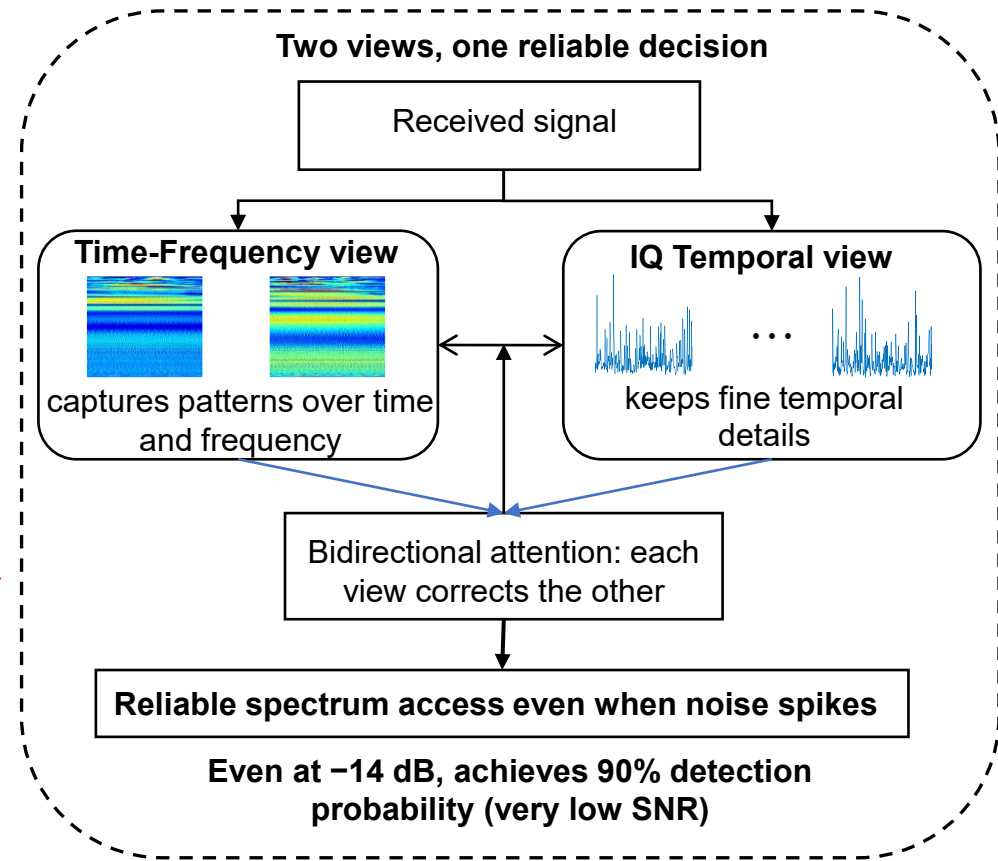 Two views, one reliable decision
Received signal
Time-Frequency view
captures patterns over time
and frequency
IQ Temporal view
...
keeps fine temporal
details
Bidirectional attention: each
view corrects the other
Reliable spectrum access even when noise spikes
Even at −14 dB, achieves 90% detection
probability (very low SNR)